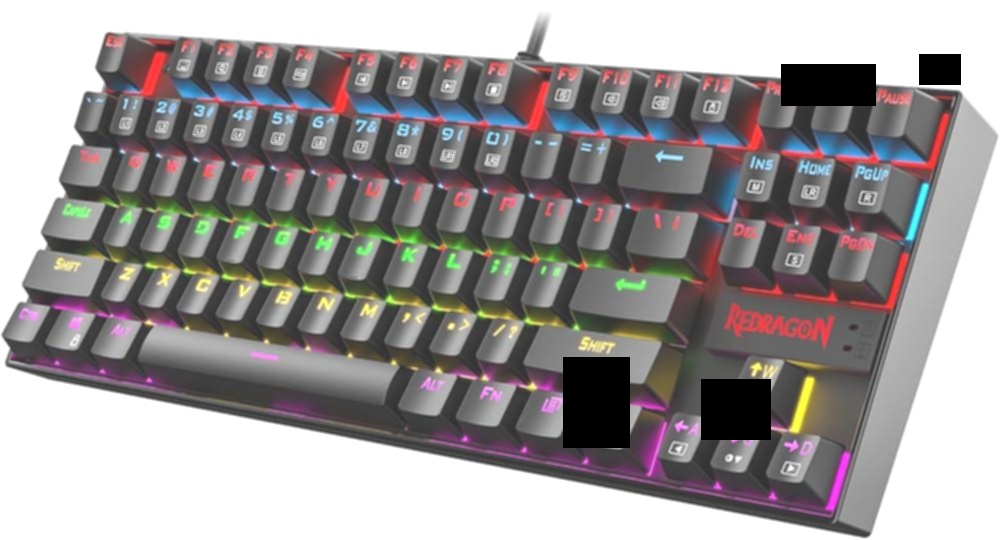 Esc F1 F2 F3 F4 F5 F6 F7 F8 F9 F10 F11 F12 Pause
` ~ 1! 2@ 3# 4$ 5% 6^ 7& 8* 9( 0) - - = + ← Ins Home PgUp
Tab Q W E R T Y U I O P [{ ]} \ | Del End PgDn
Caps A S D F G H J K L ; : ' " ↵
Shift Z X C V B N M , < . > / ? Shift
REDRAGON
↑W
Ctrl Alt Alt Fn ←A →D